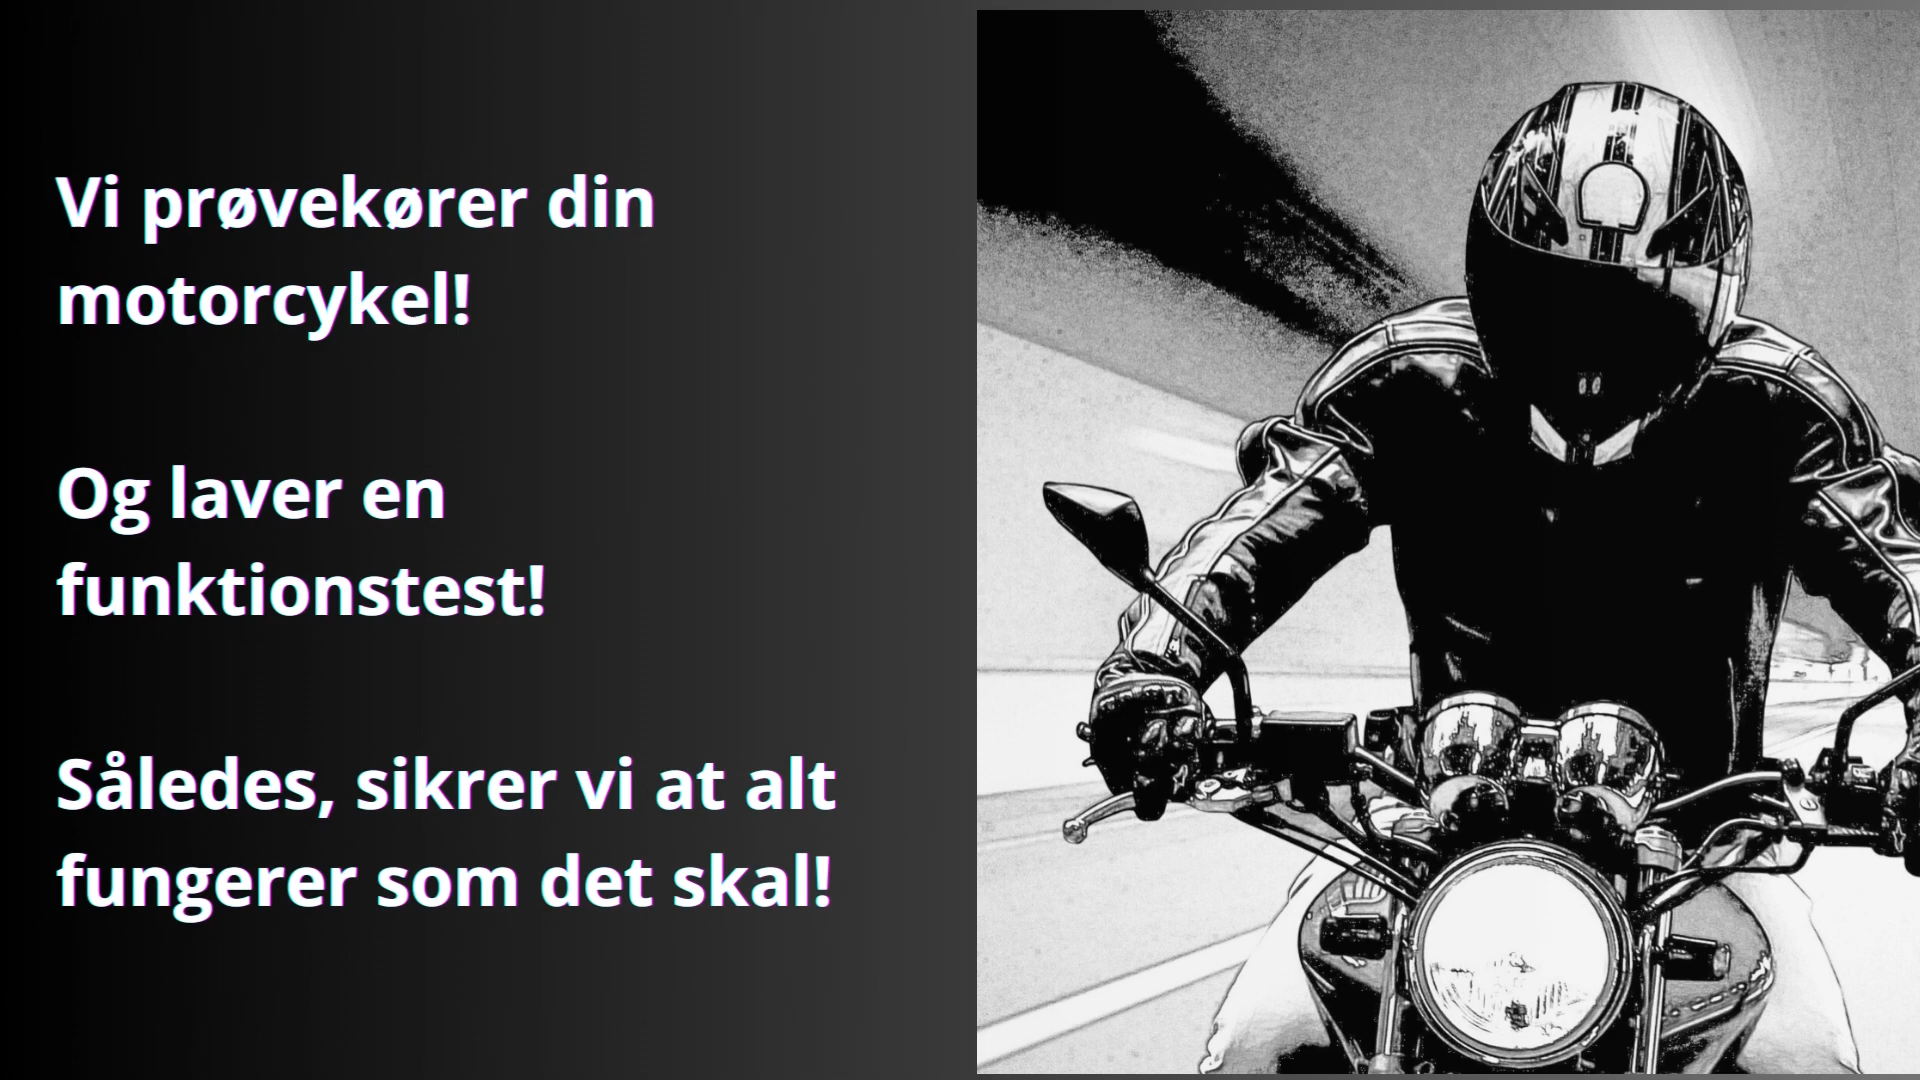 Vi prøvekører din
motorcykel!
Og laver en
funktionstest!
Således, sikrer vi at alt
fungerer som det skal!